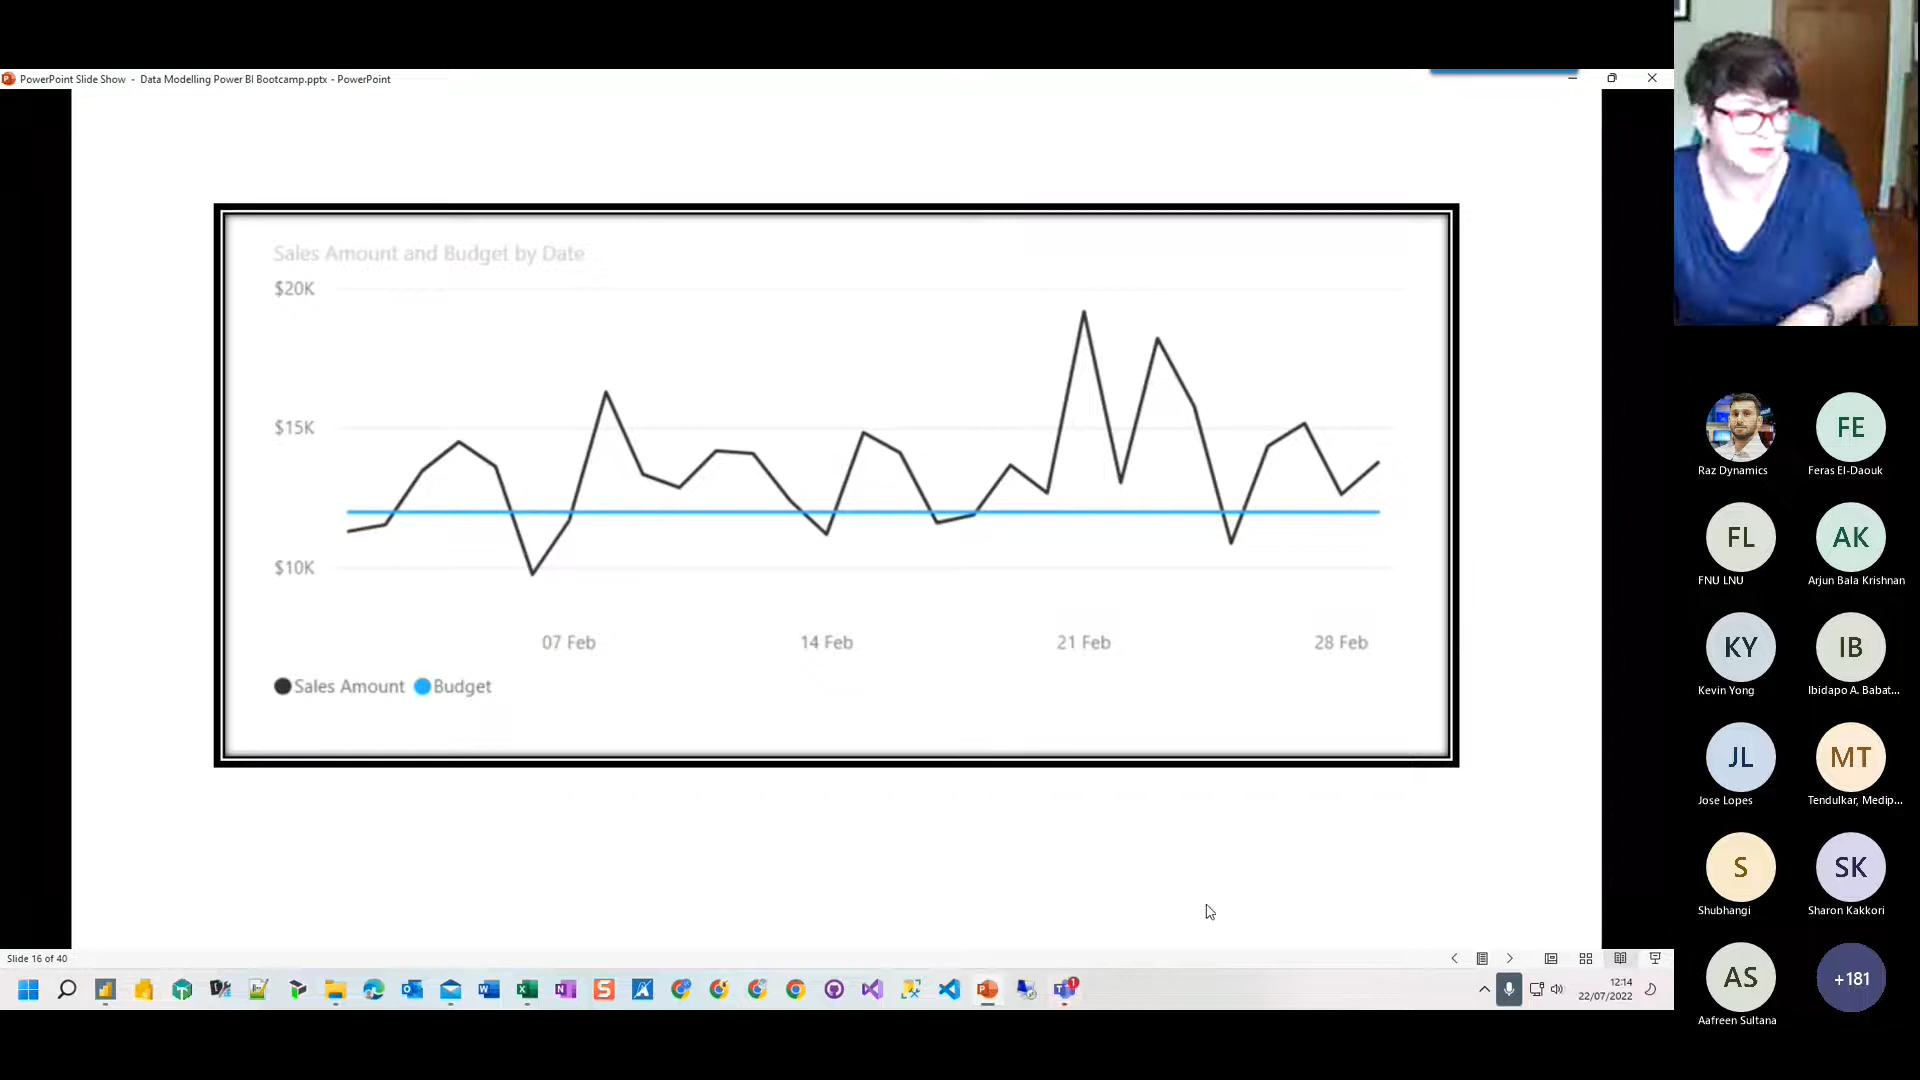 PowerPoint Slide Show - Data Modelling Power BI Bootcamp.pptx - PowerPoint
Sales Amount and Budget by Date
$20K
$15K
$10K
07 Feb 14 Feb 21 Feb 28 Feb
Sales Amount Budget
Slide 16 of 40
12:14
22/07/2022
1
Raz Dynamics
FE
Feras El-Daouk
FL
FNU LNU
AK
Arjun Bala Krishnan
KY
Kevin Yong
IB
Ibidapo A. Babat...
JL
Jose Lopes
MT
Tendulkar, Medip...
S
Shubhangi
SK
Sharon Kakkori
AS
Aafreen Sultana
+181